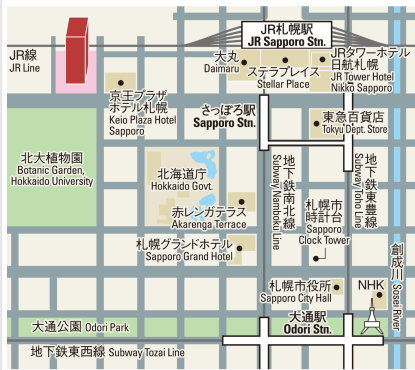 JR札幌駅
JR Sapporo Stn.
JR線
JR Line
大丸
Daimaru
ステラプレイス
Stellar Place
JRタワーホテル
日航札幌
JR Tower Hotel
Nikko Sapporo
京王プラザ
ホテル札幌
Keio Plaza Hotel
Sapporo
さっぽろ駅
Sapporo Stn.
東急百貨店
Tokyu Dept. Store
北大植物園
Botanic Garden,
Hokkaido University
北海道庁
Hokkaido Govt.
地下鉄南北線
Subway Namboku Line
地下鉄東豊線
Subway Toho Line
赤レンガテラス
Akarenga Terrace
札幌市
時計台
Sapporo
Clock Tower
札幌グランドホテル
Sapporo Grand Hotel
創成川
Sosei River
札幌市役所
Sapporo City Hall
NHK
大通公園 Odori Park
大通駅
Odori Stn.
地下鉄東西線 Subway Tozai Line